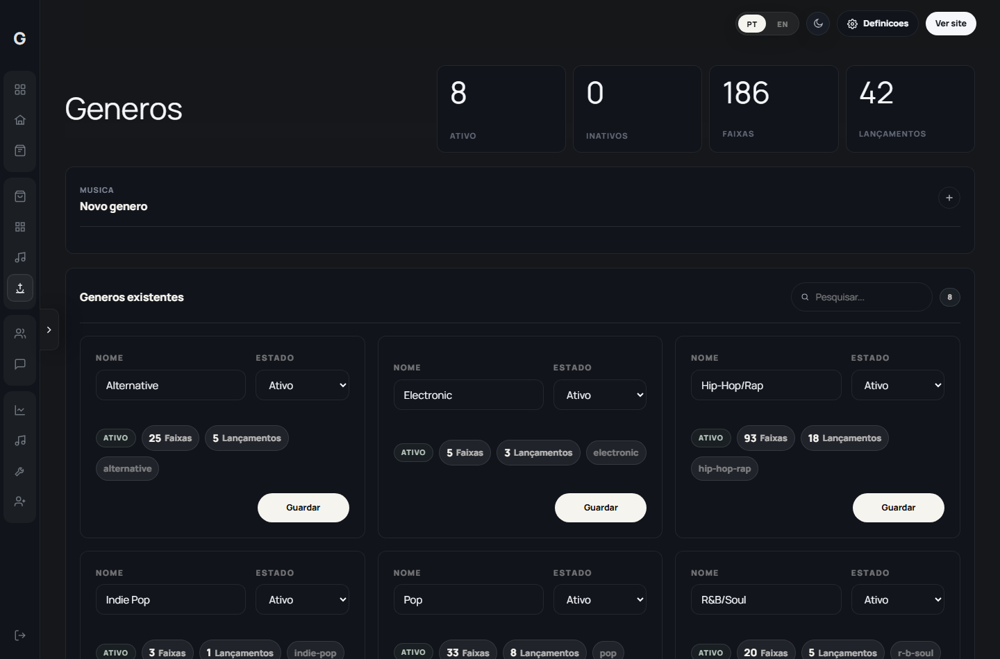 G
PT EN Definicoes Ver site
Generos
8 ATIVO
0 INATIVOS
186 FAIXAS
42 LANÇAMENTOS
MUSICA
Novo genero
Generos existentes
Pesquisar...
8
NOME ESTADO
Alternative Ativo
ATIVO 25 Faixas 5 Lançamentos
alternative
Guardar
NOME ESTADO
Electronic Ativo
ATIVO 5 Faixas 3 Lançamentos electronic
Guardar
NOME ESTADO
Hip-Hop/Rap Ativo
ATIVO 93 Faixas 18 Lançamentos
hip-hop-rap
Guardar
NOME ESTADO
Indie Pop Ativo
ATIVO 3 Faixas 1 Lançamentos indie-pop
NOME ESTADO
Pop Ativo
ATIVO 33 Faixas 8 Lançamentos pop
NOME ESTADO
R&B/Soul Ativo
ATIVO 20 Faixas 5 Lançamentos r-b-soul